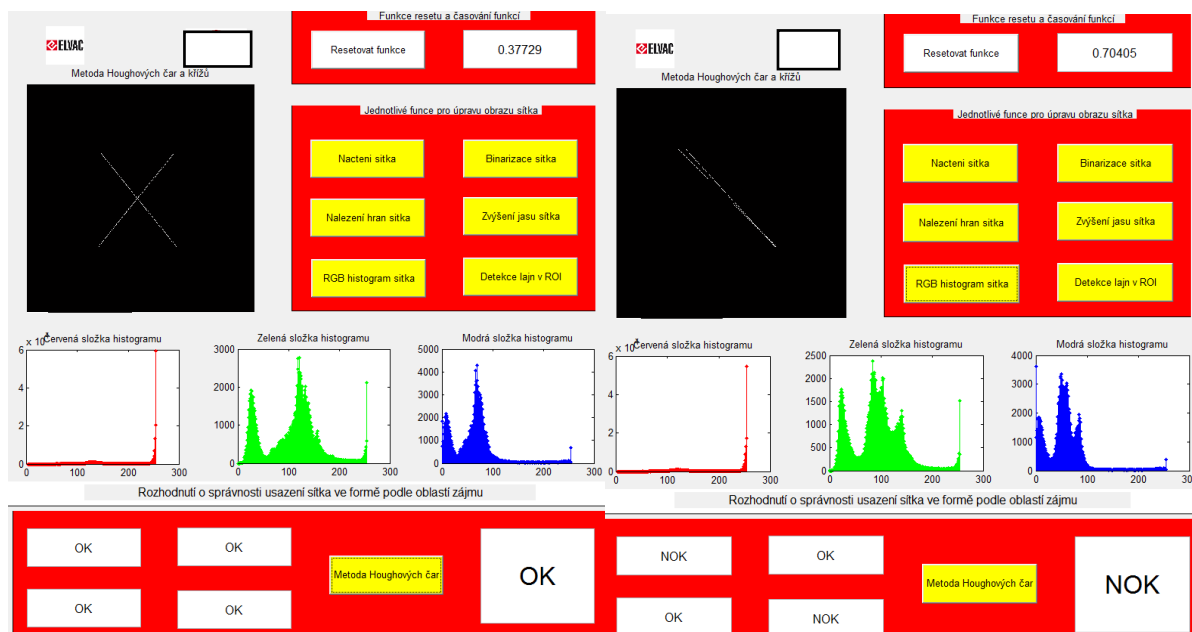 Funkce resetu a časování funkcí
ELVAC
Resetovat funkce
0.37729
Metoda Houghových čar a křížů
Jednotlivé funce pro úpravu obrazu sítka
Nacteni sitka
Binarizace sitka
Nalezení hran sitka
Zvýšení jasu sítka
RGB histogram sitka
Detekce lajn v ROI
Červená složka histogramu
x 10
6
4
2
0
0 100 200 300
Zelená složka histogramu
3000
2000
1000
0
0 100 200 300
Modrá složka histogramu
5000
4000
3000
2000
1000
0
0 100 200 300
Rozhodnutí o správnosti usazení sítka ve formě podle oblastí zájmu
OK
OK
OK
OK
Metoda Houghových čar
OK
Funkce resetu a časování funkcí
ELVAC
Resetovat funkce
0.70405
Metoda Houghových čar a křížů
Jednotlivé funce pro úpravu obrazu sítka
Nacteni sitka
Binarizace sitka
Nalezení hran sitka
Zvýšení jasu sítka
RGB histogram sitka
Detekce lajn v ROI
Červená složka histogramu
x 10
6
4
2
0
0 100 200 300
Zelená složka histogramu
2500
2000
1500
1000
500
0
0 100 200 300
Modrá složka histogramu
4000
3000
2000
1000
0
0 100 200
Rozhodnutí o správnosti usazení sítka ve formě podle oblastí zájmu
NOK
OK
OK
NOK
Metoda Houghových čar
NOK